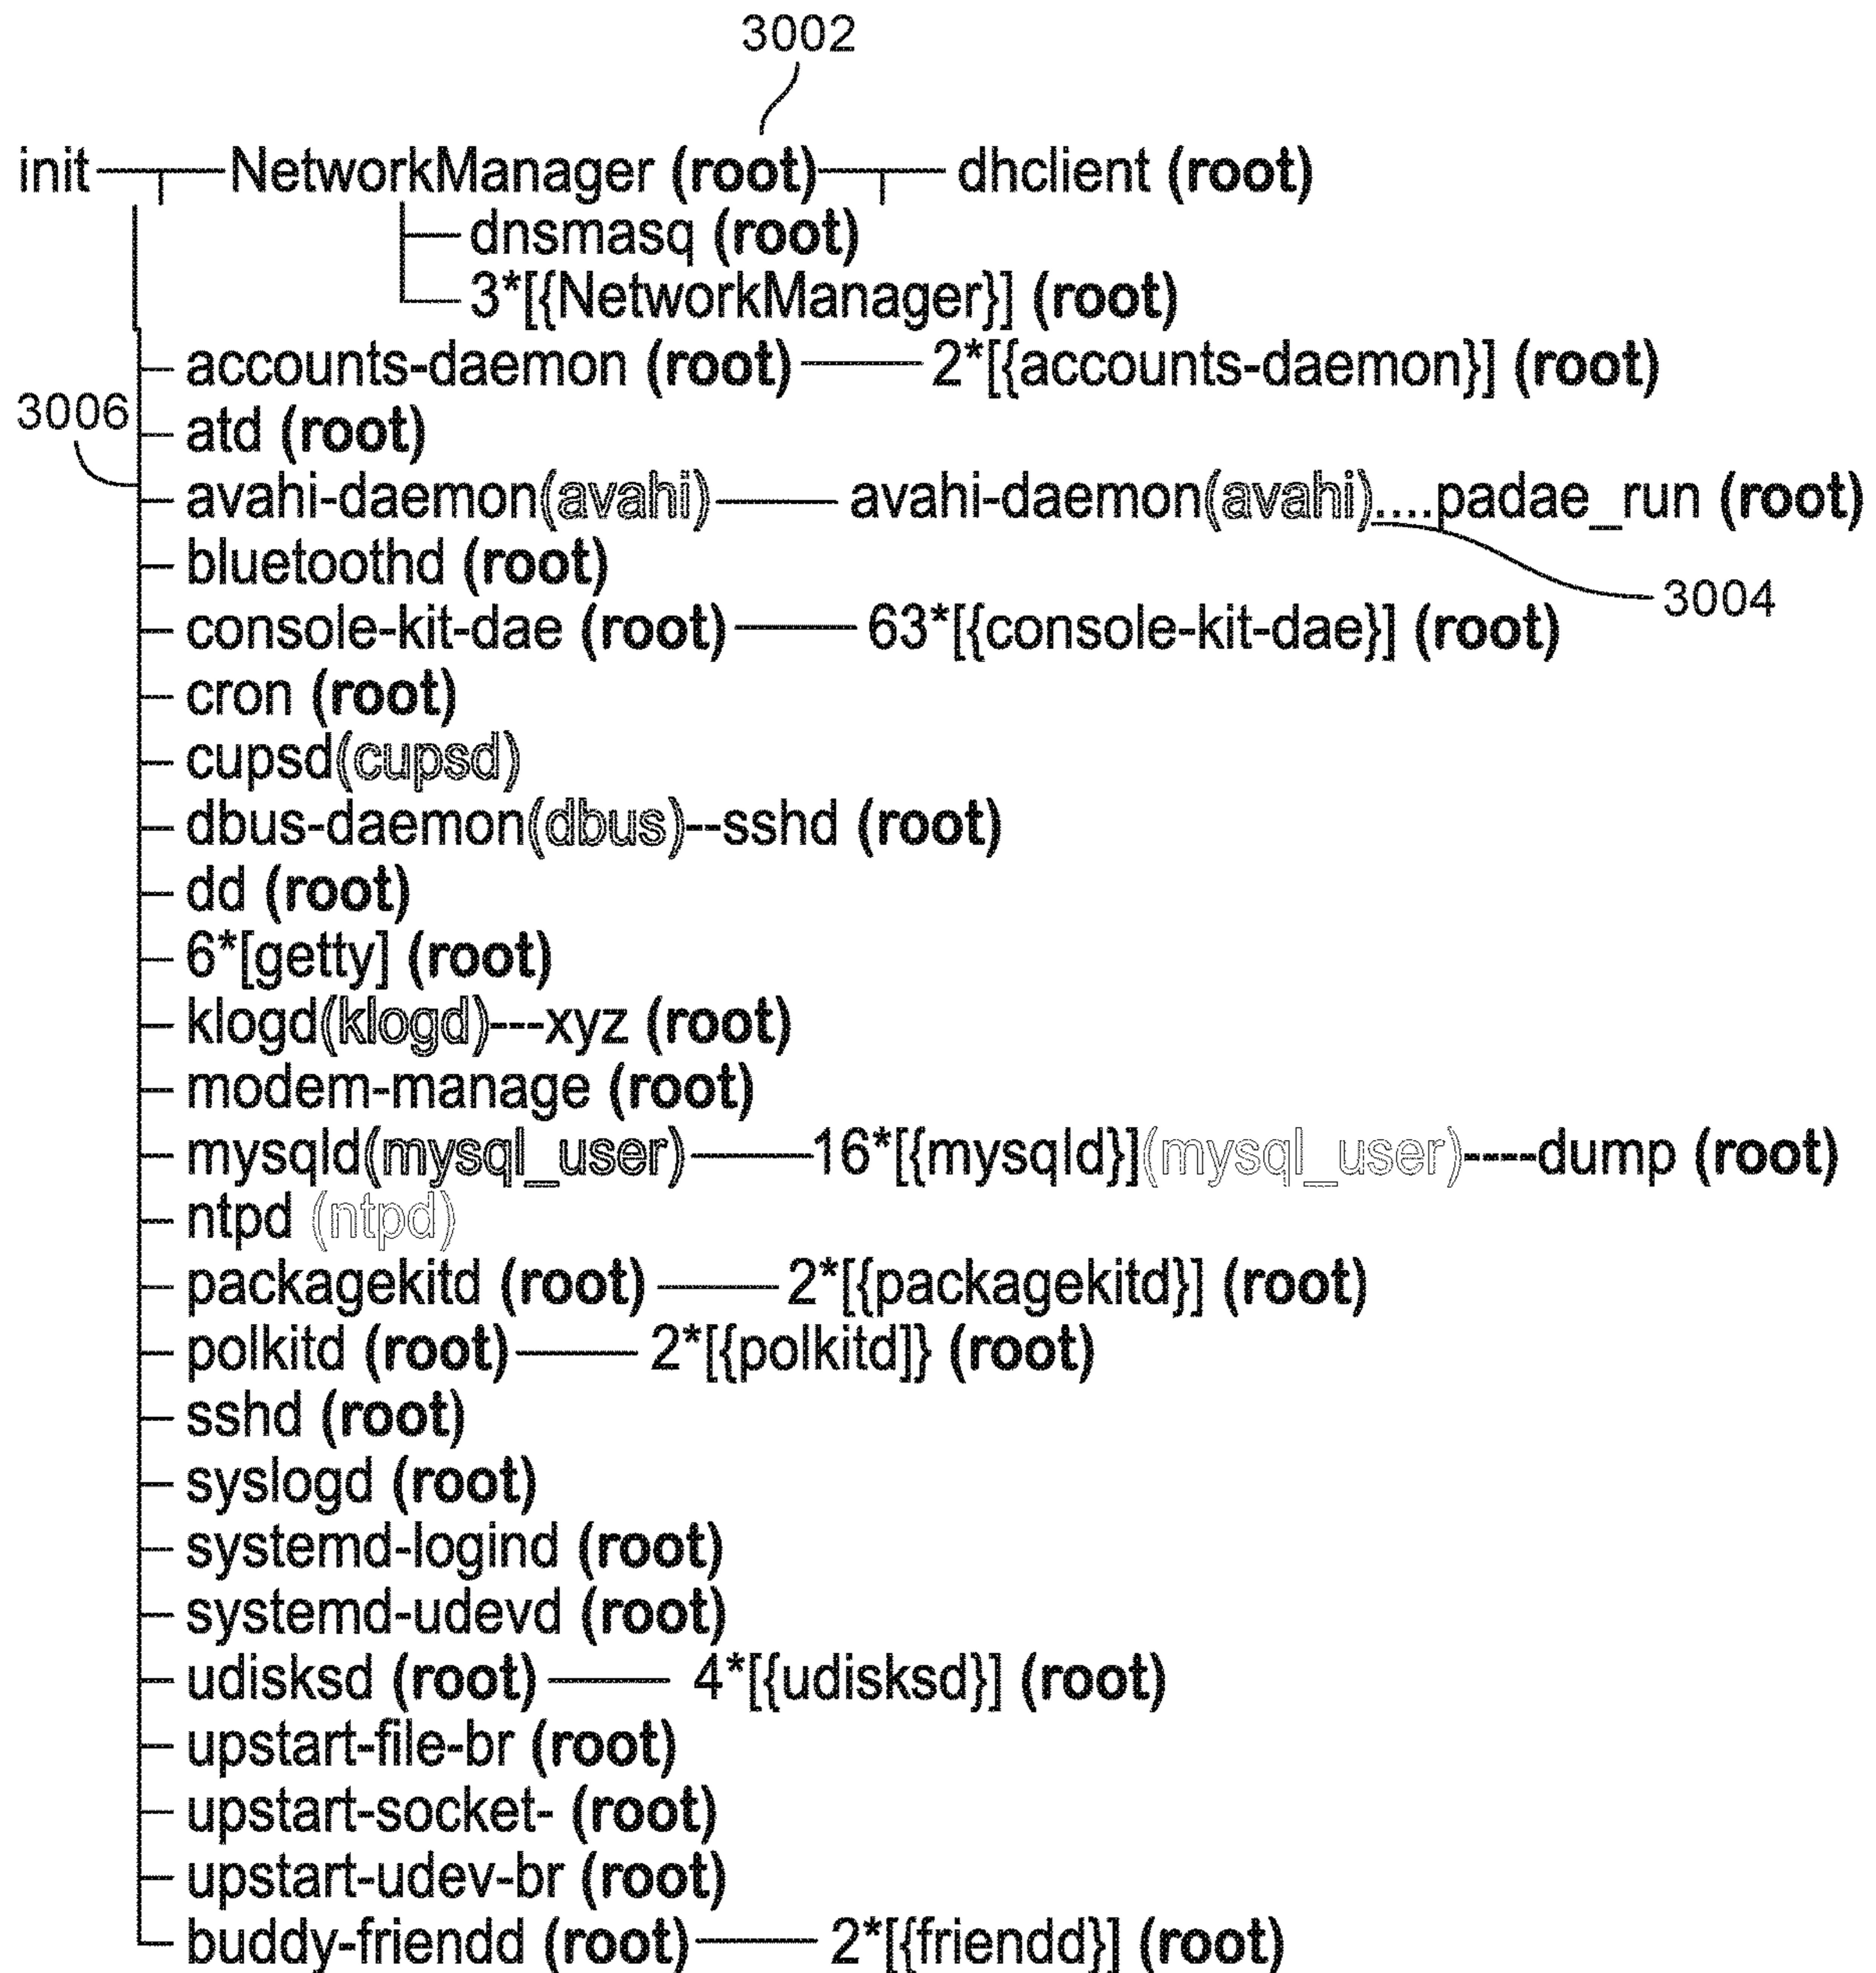 3002
init NetworkManager (root) dhclient (root)
dnsmasq (root)
3*[{NetworkManager}] (root)
accounts-daemon (root) 2*[{accounts-daemon}] (root)
3006
atd (root)
avahi-daemon(avahi) avahi-daemon(avahi)....padae_run (root)
bluetoothd (root)
3004
console-kit-dae (root) 63*[{console-kit-dae}] (root)
cron (root)
cupsd(cupsd)
dbus-daemon(dbus)--sshd (root)
dd (root)
6*[getty] (root)
klogd(klogd)---xyz (root)
modem-manage (root)
mysqld(mysql_user) 16*[{mysqld}](mysql_user)----dump (root)
ntpd (ntpd)
packagekitd (root) 2*[{packagekitd}] (root)
polkitd (root) 2*[{polkitd]} (root)
sshd (root)
syslogd (root)
systemd-logind (root)
systemd-udevd (root)
udisksd (root) 4*[{udisksd}] (root)
upstart-file-br (root)
upstart-socket- (root)
upstart-udev-br (root)
buddy-friendd (root) 2*[{friendd}] (root)